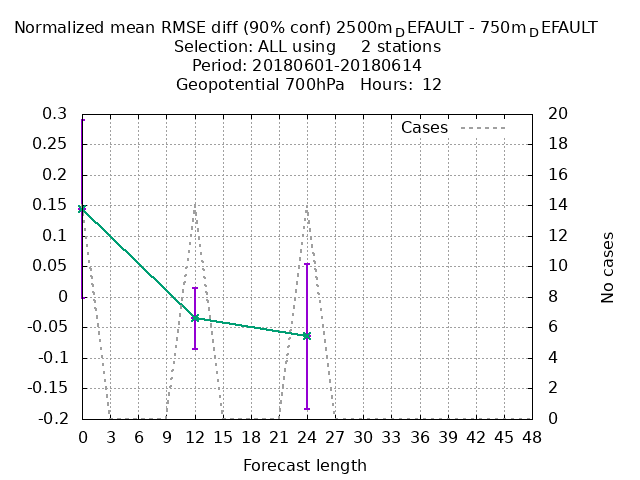 Normalized mean RMSE diff (90% conf) 2500m_DEFAULT - 750m_DEFAULT
Selection: ALL using 2 stations
Period: 20180601-20180614
Geopotential 700hPa Hours: 12
Cases
0.3 20
0.25 18
0.2 16
0.15 14
0.1 12
0.05 10
0 8
-0.05 6
-0.1 4
-0.15 2
-0.2 0
No cases
0 3 6 9 12 15 18 21 24 27 30 33 36 39 42 45 48
Forecast length